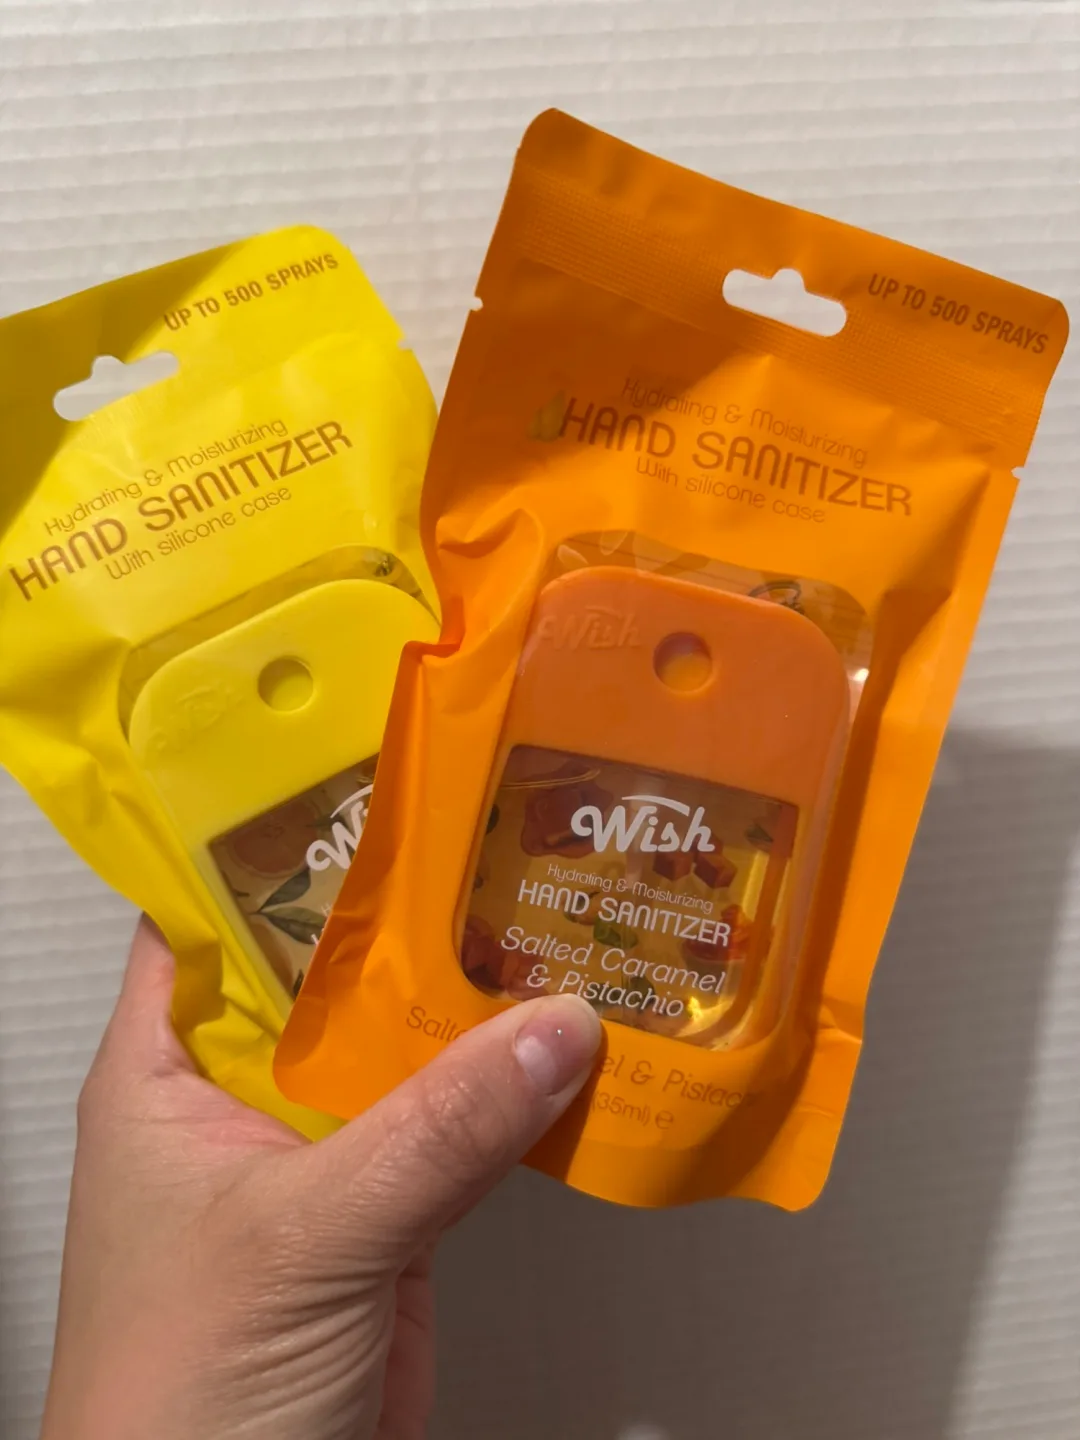 UP TO 500 SPRAYS
Hydrating & Moisturizing
HAND SANITIZER
With silicone case
UP TO 500 SPRAYS
Hydrating & Moisturizing
HAND SANITIZER
With silicone case
Wish
Wish
Hydrating & Moisturizing
HAND SANITIZER
Salted Caramel
& Pistachio
& Pistac
(35ml) e